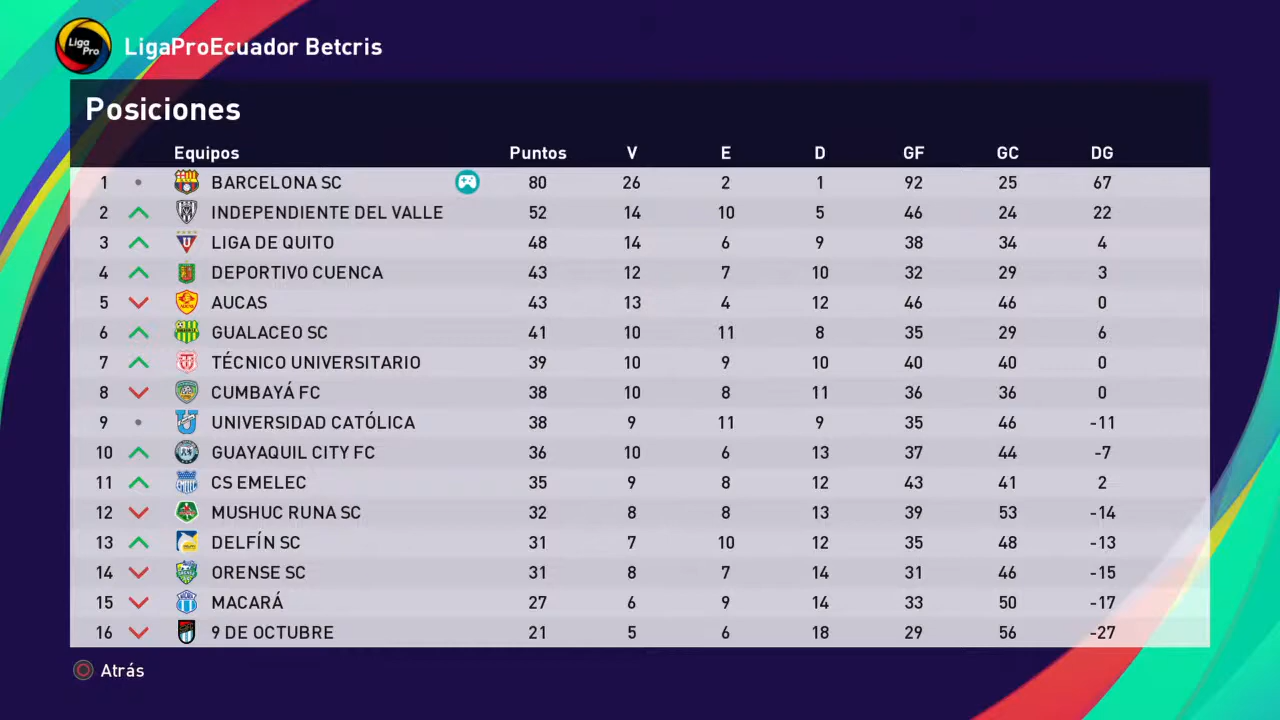 Liga
Pro
LigaProEcuador Betcris
Posiciones
Equipos Puntos V E D GF GC DG
1 BARCELONA SC 80 26 2 1 92 25 67
2 INDEPENDIENTE DEL VALLE 52 14 10 5 46 24 22
3 LIGA DE QUITO 48 14 6 9 38 34 4
4 DEPORTIVO CUENCA 43 12 7 10 32 29 3
5 AUCAS 43 13 4 12 46 46 0
6 GUALACEO SC 41 10 11 8 35 29 6
7 TÉCNICO UNIVERSITARIO 39 10 9 10 40 40 0
8 CUMBAYÁ FC 38 10 8 11 36 36 0
9 UNIVERSIDAD CATÓLICA 38 9 11 9 35 46 -11
10 GUAYAQUIL CITY FC 36 10 6 13 37 44 -7
11 CS EMELEC 35 9 8 12 43 41 2
12 MUSHUC RUNA SC 32 8 8 13 39 53 -14
13 DELFÍN SC 31 7 10 12 35 48 -13
14 ORENSE SC 31 8 7 14 31 46 -15
15 MACARÁ 27 6 9 14 33 50 -17
16 9 DE OCTUBRE 21 5 6 18 29 56 -27
Atrás